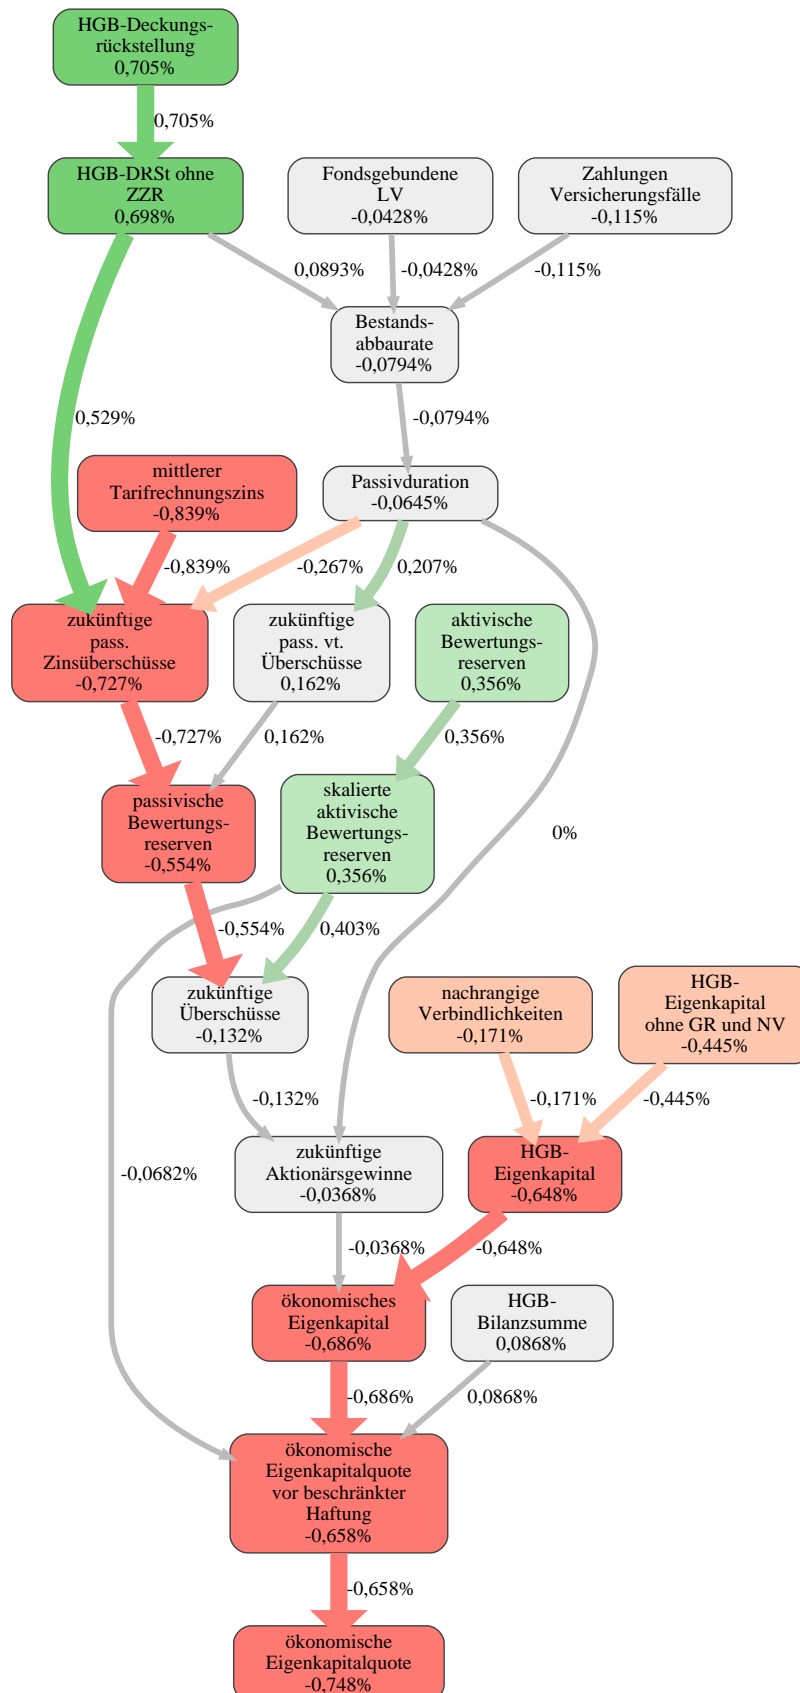 HGB-Deckungs-
rückstellung
0,705%
0,705%
HGB-DRSt ohne
ZZR
0,698%
Fondsgebundene
LV
-0,0428%
Zahlungen
Versicherungsfälle
-0,115%
0,0893%
-0,0428%
-0,115%
Bestands-
abbaurate
-0,0794%
0,529%
-0,0794%
mittlerer
Tarifrechnungszins
-0,839%
Passivduration
-0,0645%
-0,839%
-0,267%
0,207%
zukünftige
pass.
Zinsüberschüsse
-0,727%
zukünftige
pass. vt.
Überschüsse
0,162%
aktivische
Bewertungs-
reserven
0,356%
-0,727%
0,162%
0,356%
0%
passivische
Bewertungs-
reserven
-0,554%
skalierte
aktivische
Bewertungs-
reserven
0,356%
-0,554%
0,403%
zukünftige
Überschüsse
-0,132%
nachrangige
Verbindlichkeiten
-0,171%
HGB-
Eigenkapital
ohne GR und NV
-0,445%
-0,132%
-0,171%
-0,445%
-0,0682%
zukünftige
Aktionärsgewinne
-0,0368%
HGB-
Eigenkapital
-0,648%
-0,0368%
-0,648%
ökonomisches
Eigenkapital
-0,686%
HGB-
Bilanzsumme
0,0868%
-0,686%
0,0868%
ökonomische
Eigenkapitalquote
vor beschränkter
Haftung
-0,658%
-0,658%
ökonomische
Eigenkapitalquote
-0,748%